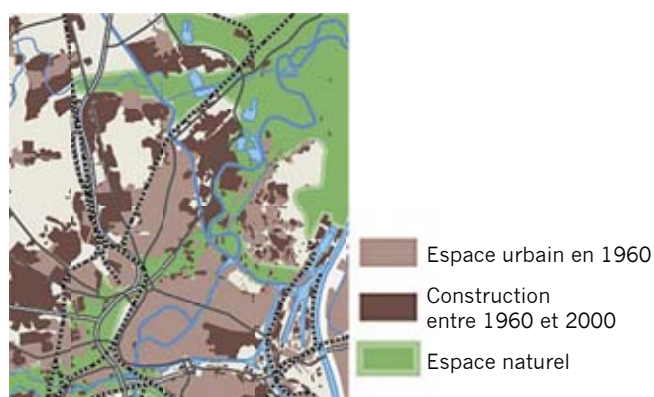 Espace urbain en 1960
Construction
entre 1960 et 2000
Espace naturel